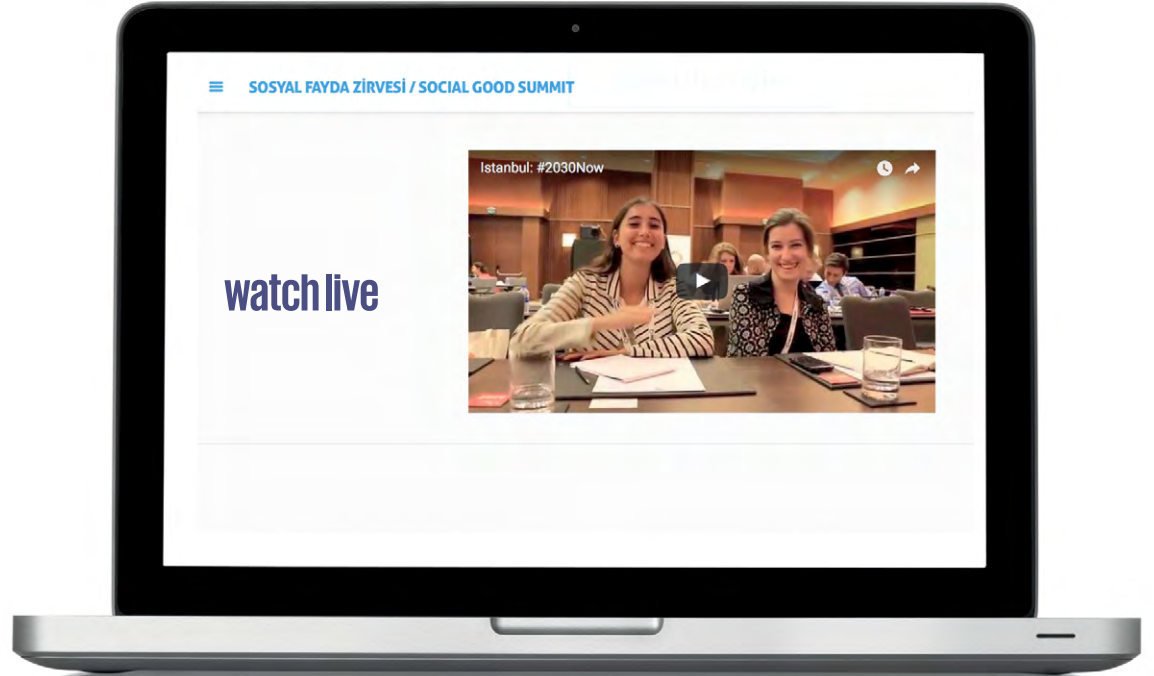 SOSYAL FAYDA ZİRVESİ / SOCIAL GOOD SUMMIT
Istanbul: #2030Now
watch live